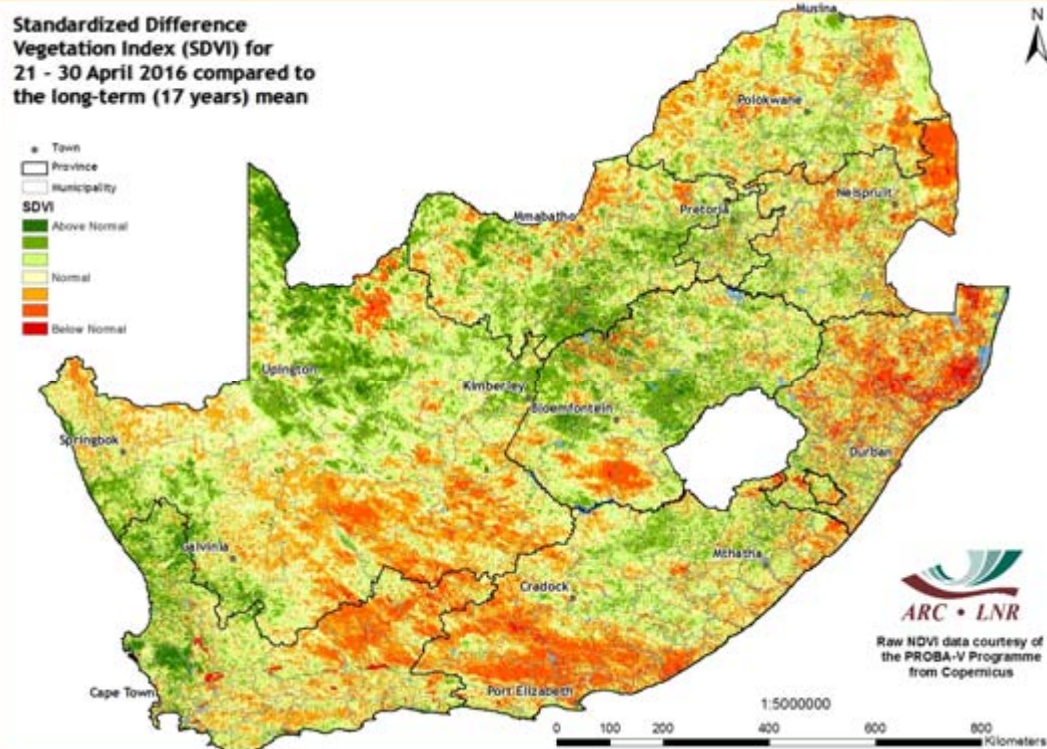 Standardized Difference
Vegetation Index (SDVI) for
21 - 30 April 2016 compared to
the long-term (17 years) mean
Town
Province
Municipality
SDVI
Above Normal
Normal
Below Normal
N
Musina
Polokwane
Nelspruit
Mmabatho
Pretoria
Upington
Kimberley
Bloemfontein
Springbok
Durban
Calvinia
Mthatha
Cradock
Cape Town
Port Elizabeth
ARC • LNR
Raw NDVI data courtesy of
the PROBA-V Programme
from Copernicus
1:5000000
0 100 200 400 600 800
Kilometers